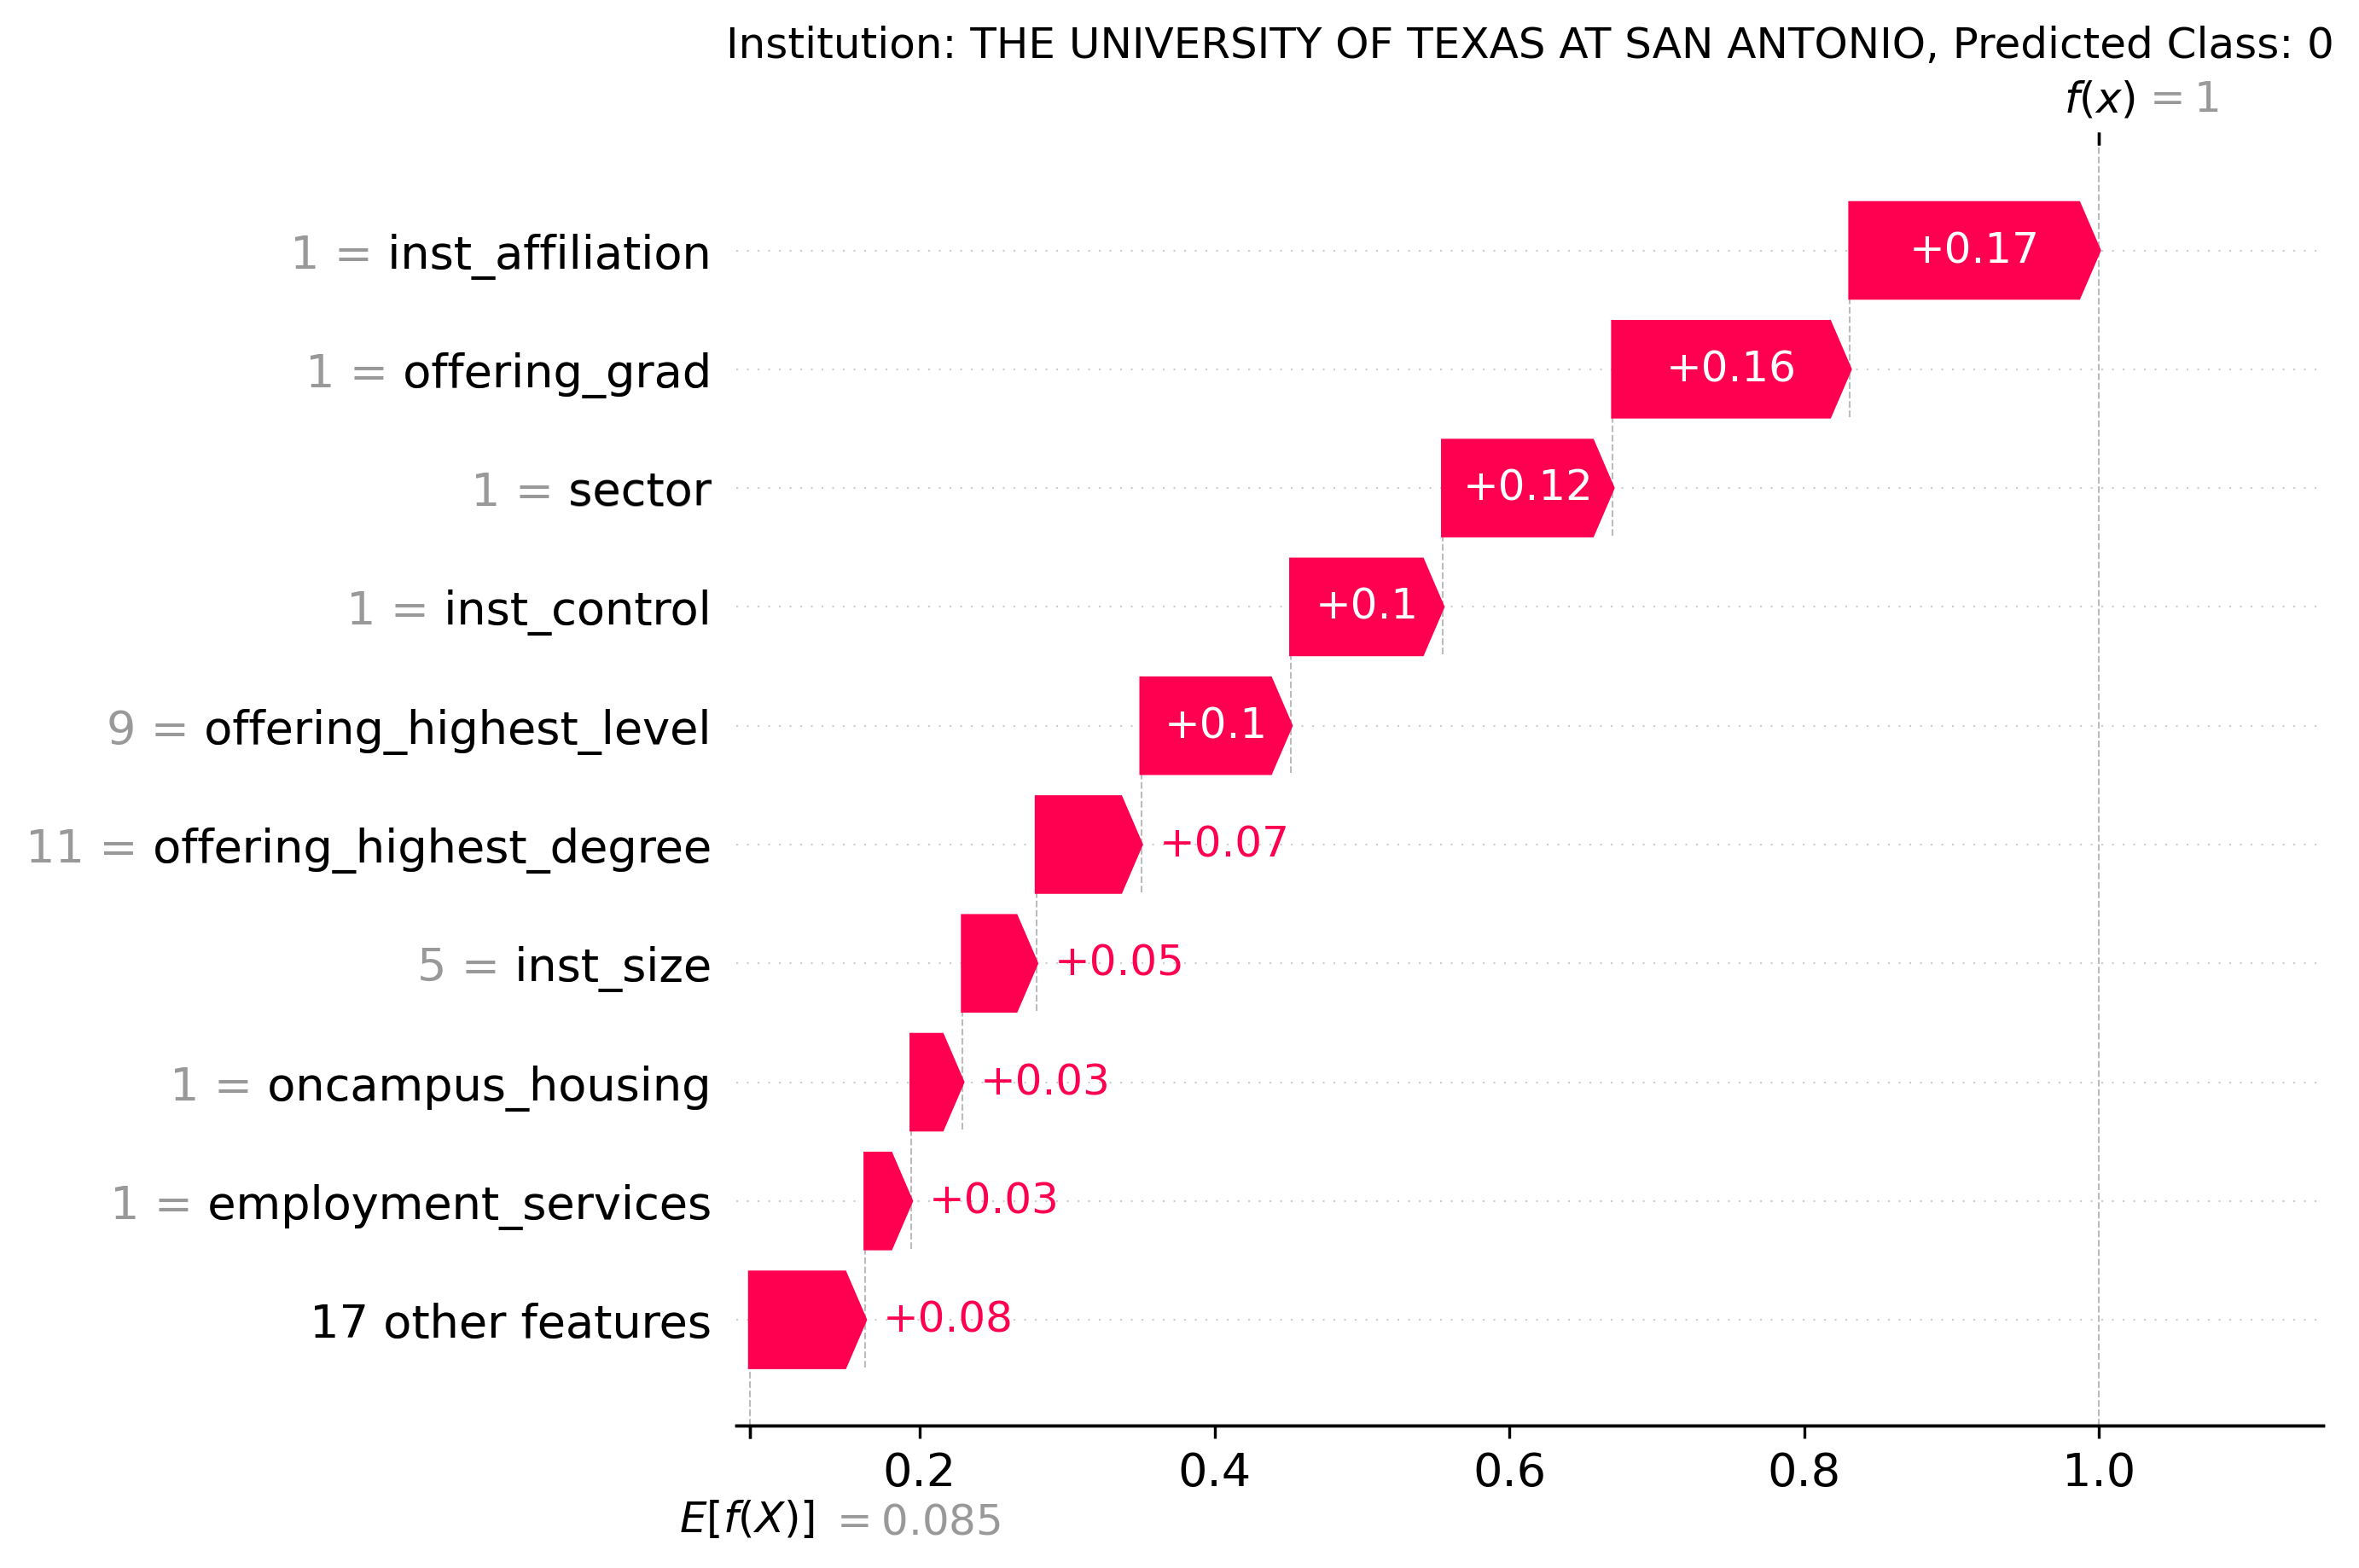 Institution: THE UNIVERSITY OF TEXAS AT SAN ANTONIO, Predicted Class: 0
f(x) = 1
1 = inst_affiliation +0.17
1 = offering_grad +0.16
1 = sector +0.12
1 = inst_control +0.1
9 = offering_highest_level +0.1
11 = offering_highest_degree +0.07
5 = inst_size +0.05
1 = oncampus_housing +0.03
1 = employment_services +0.03
17 other features +0.08
0.2 0.4 0.6 0.8 1.0
E[f(X)] = 0.085